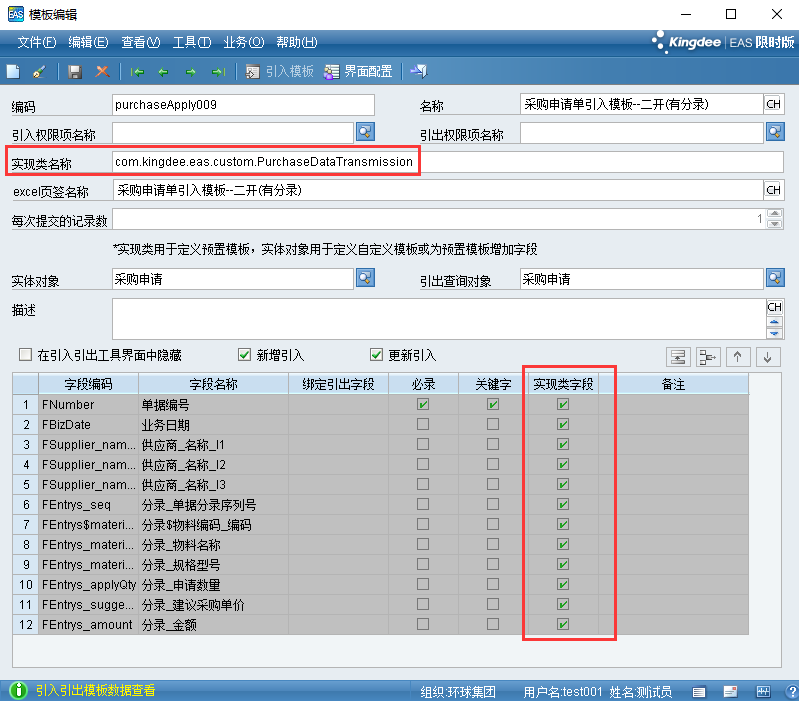 EAS 模板编辑
文件(F) 编辑(E) 查看(V) 工具(T) 业务(O) 帮助(H) Kingdee EAS 限时版
引入模板 界面配置
编码 purchaseApply009 名称 采购申请单引入模板--二开(有分录) CH
引入权限项名称 引出权限项名称
实现类名称 com.kingdee.eas.custom.PurchaseDataTransmission
excel页签名称 采购申请单引入模板--二开(有分录) CH
每次提交的记录数 1
*实现类用于定义预置模板，实体对象用于定义自定义模板或为预置模板增加字段
实体对象 采购申请 引出查询对象 采购申请
描述 CH
在引入引出工具界面中隐藏 新增引入 更新引入
字段编码 字段名称 绑定引出字段 必录 关键字 实现类字段 备注
1 FNumber 单据编号
2 FBizDate 业务日期
3 FSupplier_nam... 供应商_名称_l1
4 FSupplier_nam... 供应商_名称_l2
5 FSupplier_nam... 供应商_名称_l3
6 FEntrys_seq 分录_单据分录序列号
7 FEntrys$materi... 分录$物料编码_编码
8 FEntrys_materi... 分录_物料名称
9 FEntrys_materi... 分录_规格型号
10 FEntrys_applyQty 分录_申请数量
11 FEntrys_sugge... 分录_建议采购单价
12 FEntrys_amount 分录_金额
引入引出模板数据查看 组织:环球集团 用户名:test001 姓名:测试员